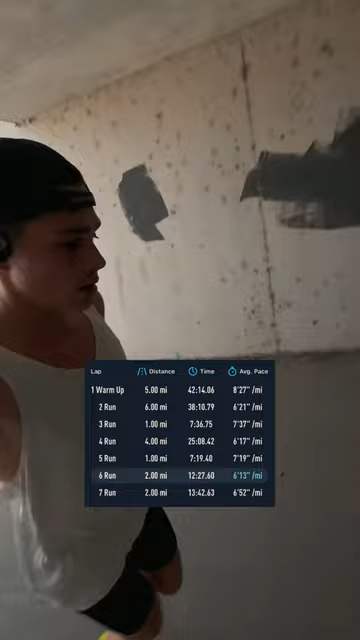 Lap Distance Time Avg. Pace
1 Warm Up 5.00 mi 42:14.06 8'27" /mi
2 Run 6.00 mi 38:10.79 6'21" /mi
3 Run 1.00 mi 7:36.75 7'37" /mi
4 Run 4.00 mi 25:08.42 6'17" /mi
5 Run 1.00 mi 7:19.40 7'19" /mi
6 Run 2.00 mi 12:27.60 6'13" /mi
7 Run 2.00 mi 13:42.63 6'52" /mi